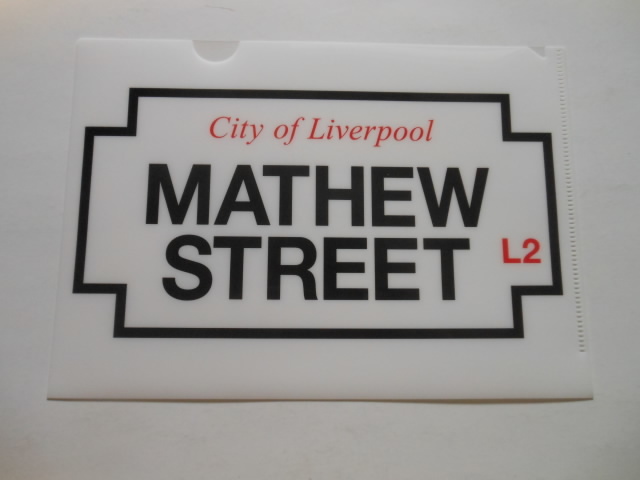 City of Liverpool
MATHEW
STREET
L2